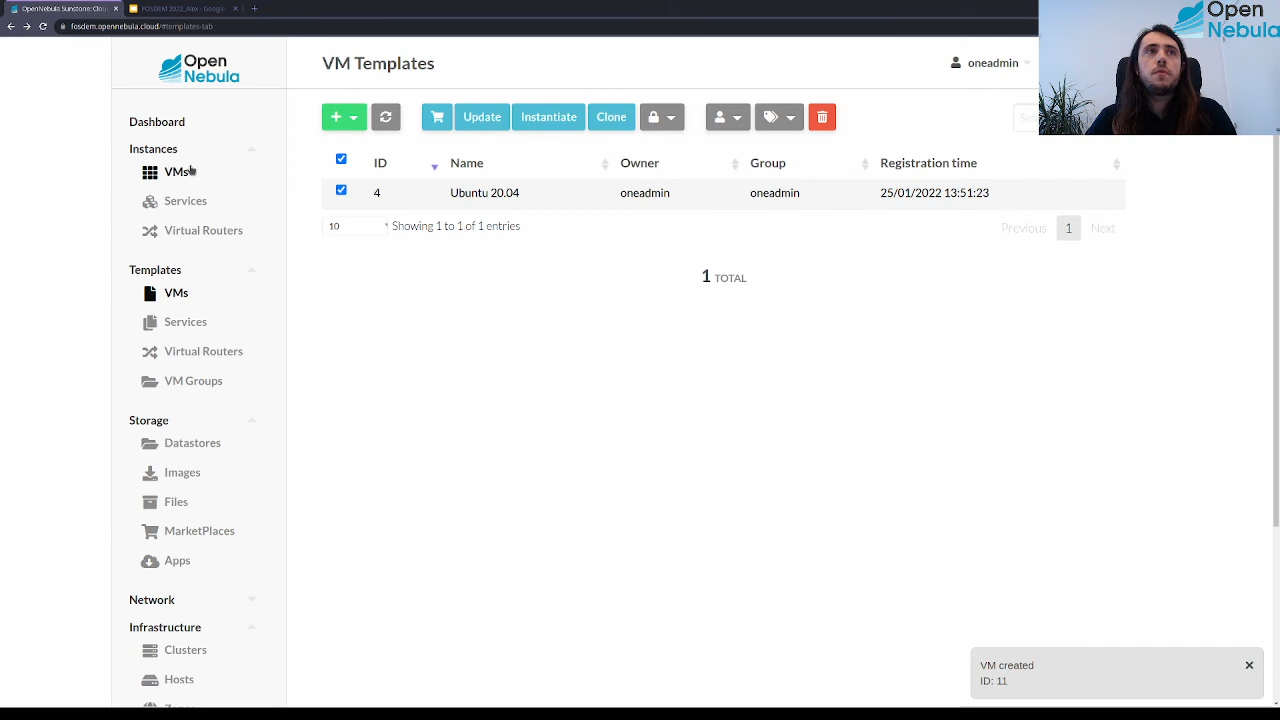 OpenNebula Sunstone: Clou
FOSDEM 2022_Alex - Google
fosdem.opennebula.cloud/#templates-tab
Open
Nebula
Open
Nebula
VM Templates
oneadmin
Dashboard
Instances
VMs
Services
Virtual Routers
Templates
VMs
Services
Virtual Routers
VM Groups
Storage
Datastores
Images
Files
MarketPlaces
Apps
Network
Infrastructure
Clusters
Hosts
Update Instantiate Clone
ID Name Owner Group Registration time
4 Ubuntu 20.04 oneadmin oneadmin 25/01/2022 13:51:23
10 Showing 1 to 1 of 1 entries
Previous 1 Next
1 TOTAL
VM created
ID: 11